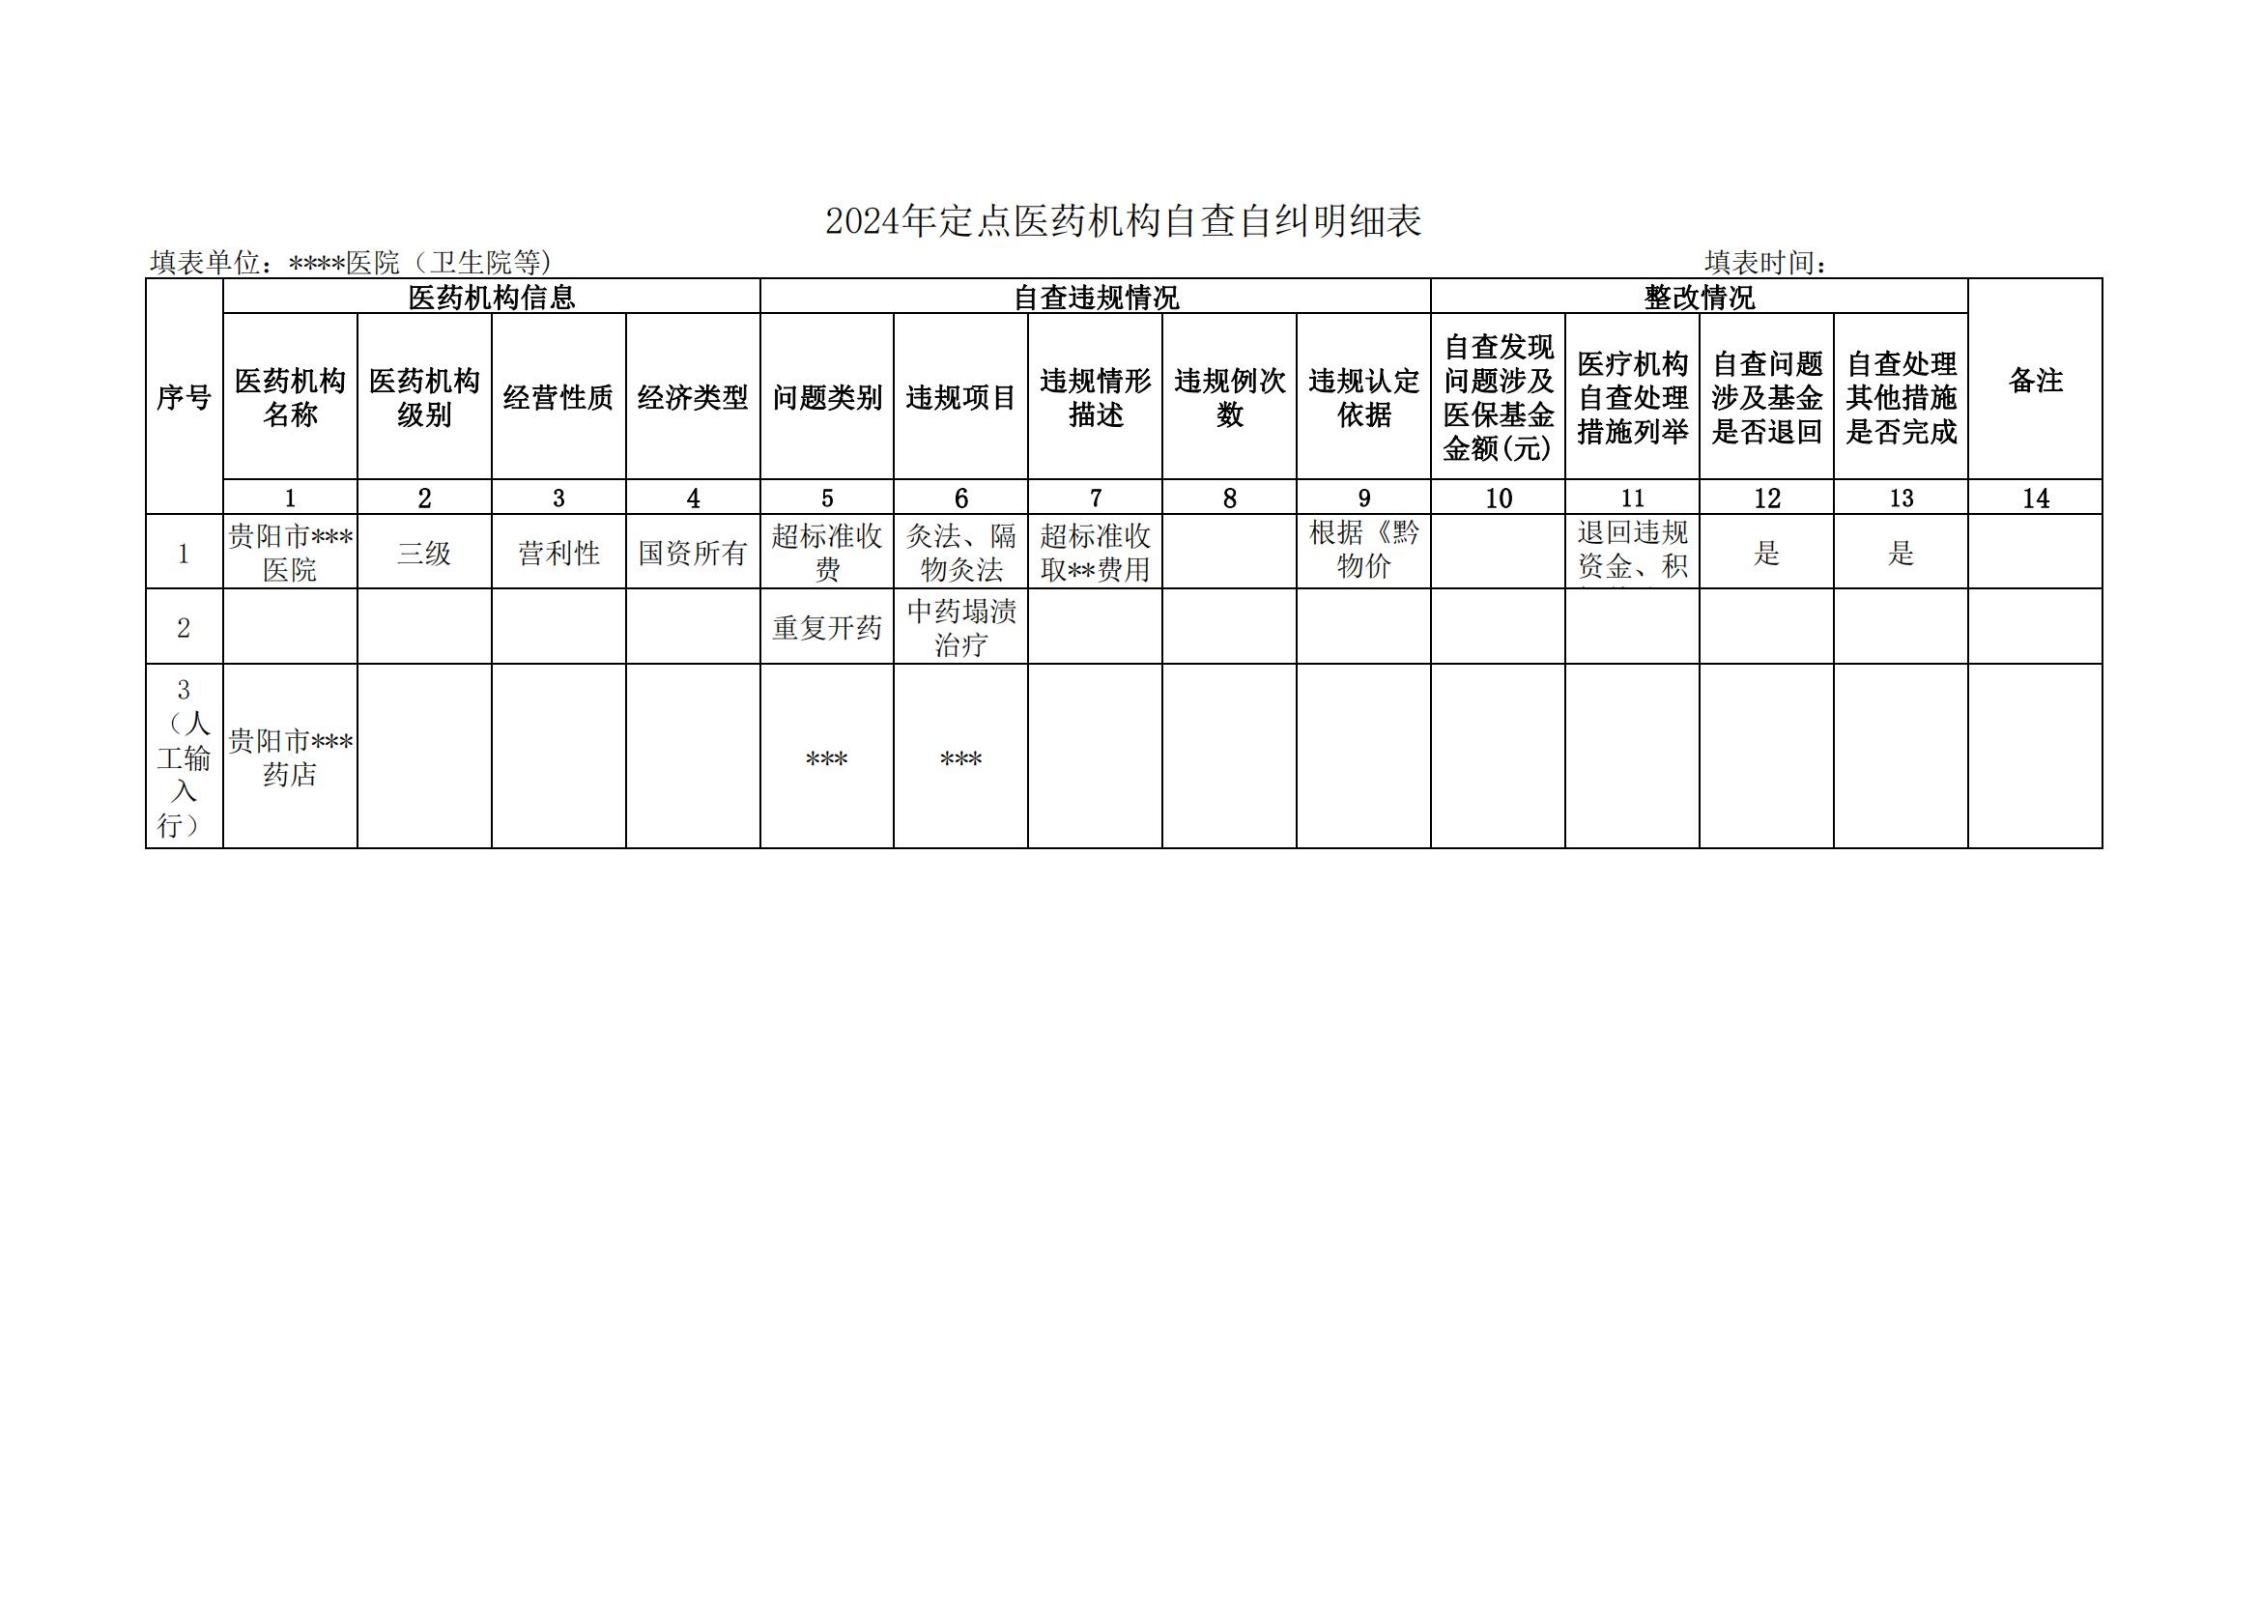 2024年定点医药机构自查自纠明细表
填表单位：****医院（卫生院等） 填表时间：
序号 医药机构信息 自查违规情况 整改情况 备注
医药机构名称 医药机构级别 经营性质 经济类型 问题类别 违规项目 违规情形描述 违规例次数 违规认定依据 自查发现问题涉及医保基金金额(元) 医疗机构自查处理措施列举 自查问题涉及基金是否退回 自查处理其他措施是否完成
1 2 3 4 5 6 7 8 9 10 11 12 13 14
1 贵阳市***医院 三级 营利性 国资所有 超标准收费 灸法、隔物灸法 超标准收取**费用 根据《黔物价 退回违规资金、积 是 是
2 重复开药 中药塌渍治疗
3（人工输入行） 贵阳市***药店 *** ***